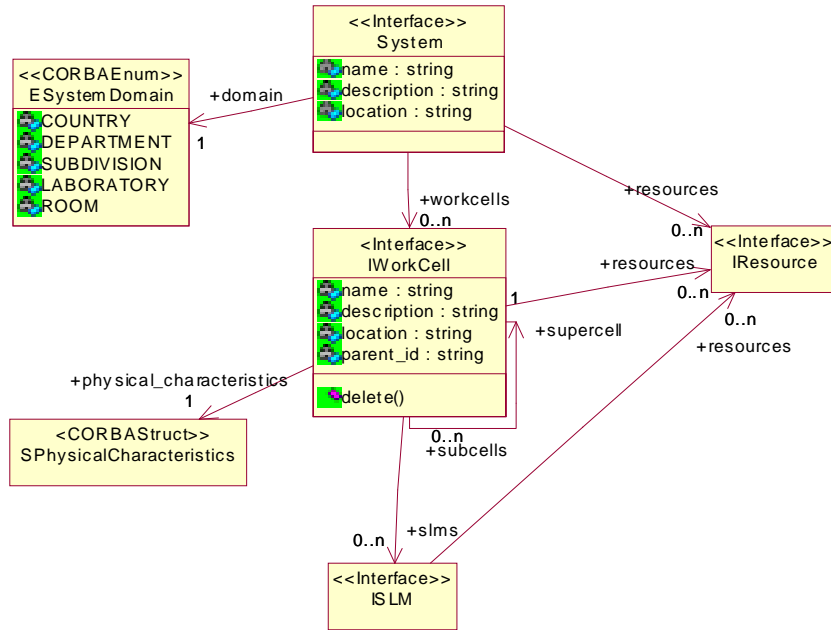 <<Interface>>
System
name : string
description : string
location : string
<<CORBAEnum>>
ESystemDomain
COUNTRY
DEPARTMENT
SUBDIVISION
LABORATORY
ROOM
+domain
1
+workcells
0..n
+resources
0..n
<<Interface>>
IWorkCell
name : string
description : string
location : string
parent_id : string
delete()
<<Interface>>
IResource
+resources
0..n
1
+supercell
0..n
+resources
+physical_characteristics
1
<CORBAStruct>>
SPhysicalCharacteristics
0..n
+subcells
0..n
+slms
<<Interface>>
ISLM